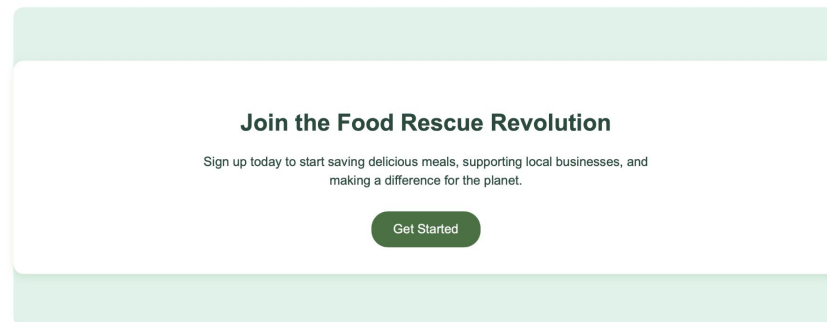 Join the Food Rescue Revolution
Sign up today to start saving delicious meals, supporting local businesses, and
making a difference for the planet.
Get Started